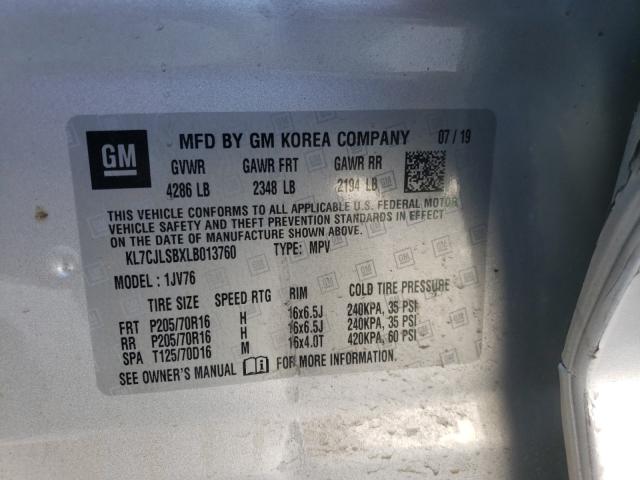 GM
MFD BY GM KOREA COMPANY 07 / 19
GVWR GAWR FRT GAWR RR
4286 LB 2348 LB 2194 LB
THIS VEHICLE CONFORMS TO ALL APPLICABLE U.S. FEDERAL MOTOR
VEHICLE SAFETY AND THEFT PREVENTION STANDARDS IN EFFECT
ON THE DATE OF MANUFACTURE SHOWN ABOVE.
KL7CJLSBXLB013760 TYPE: MPV
MODEL : 1JV76
TIRE SIZE SPEED RTG RIM COLD TIRE PRESSURE
FRT P205/70R16 H 16x6.5J 240KPA, 35 PSI
RR P205/70R16 H 16x6.5J 240KPA, 35 PSI
SPA T125/70D16 M 16x4.0T 420KPA, 60 PSI
SEE OWNER'S MANUAL FOR MORE INFORMATION.